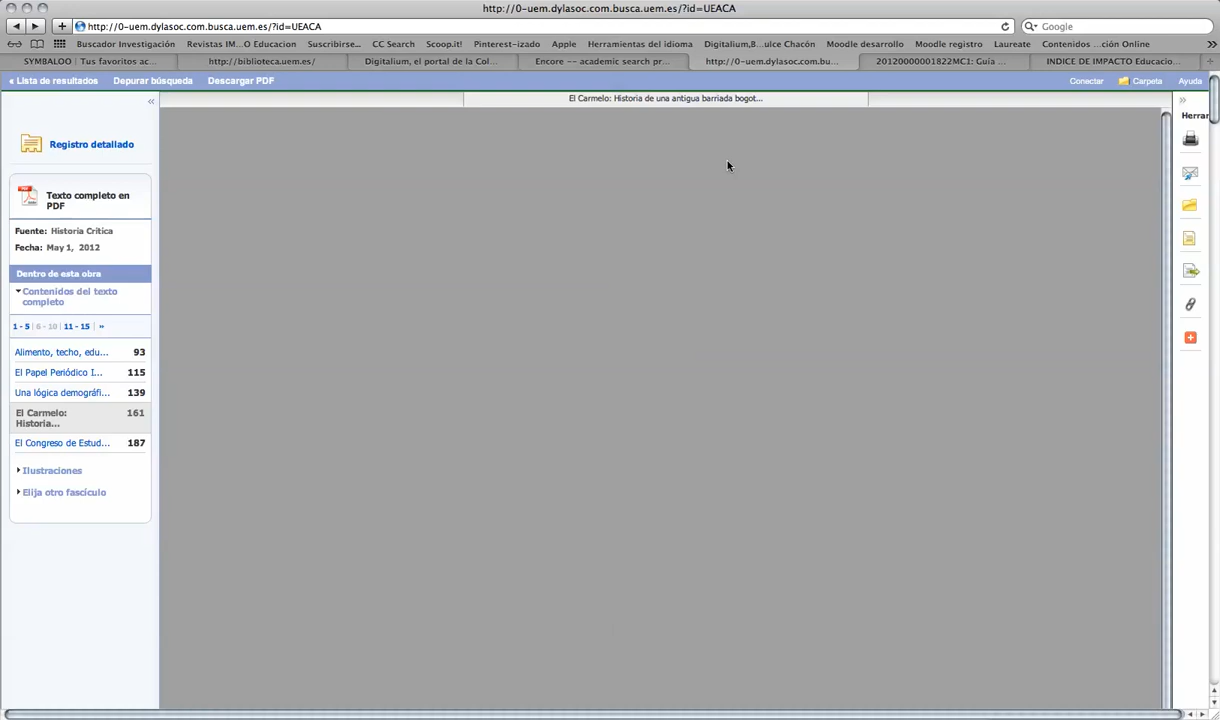 http://0-uem.dylasoc.com.busca.uem.es/?id=UEACA
http://0-uem.dylasoc.com.busca.uem.es/?id=UEACA
Google
Buscador Investigación
Revistas IM...O Educacion
Suscribirse...
CC Search
Scoop.it!
Pinterest-izado
Apple
Herramientas del idioma
Digitalium,B...ulce Chacón
Moodle desarrollo
Moodle registro
Laureate
Contenidos ...ción Online
SYMBALOO | Tus favoritos ac...
http://biblioteca.uem.es/
Digitalium, el portal de la Col...
Encore -- academic search pr...
http://0-uem.dylasoc.com.bu...
20120000001822MC1: Guía ...
INDICE DE IMPACTO Educacio...
« Lista de resultados
Depurar búsqueda
Descargar PDF
Conectar
Carpeta
Ayuda
«
El Carmelo: Historia de una antigua barriada bogot...
»
Herrar
Registro detallado
Texto completo en
PDF
Fuente: Historia Critica
Fecha: May 1, 2012
Dentro de esta obra
Contenidos del texto
completo
1 - 5 | 6 - 10 | 11 - 15 | »
Alimento, techo, edu... 93
El Papel Periódico I... 115
Una lógica demográfi... 139
El Carmelo: 161
Historia...
El Congreso de Estud... 187
Ilustraciones
Elija otro fascículo